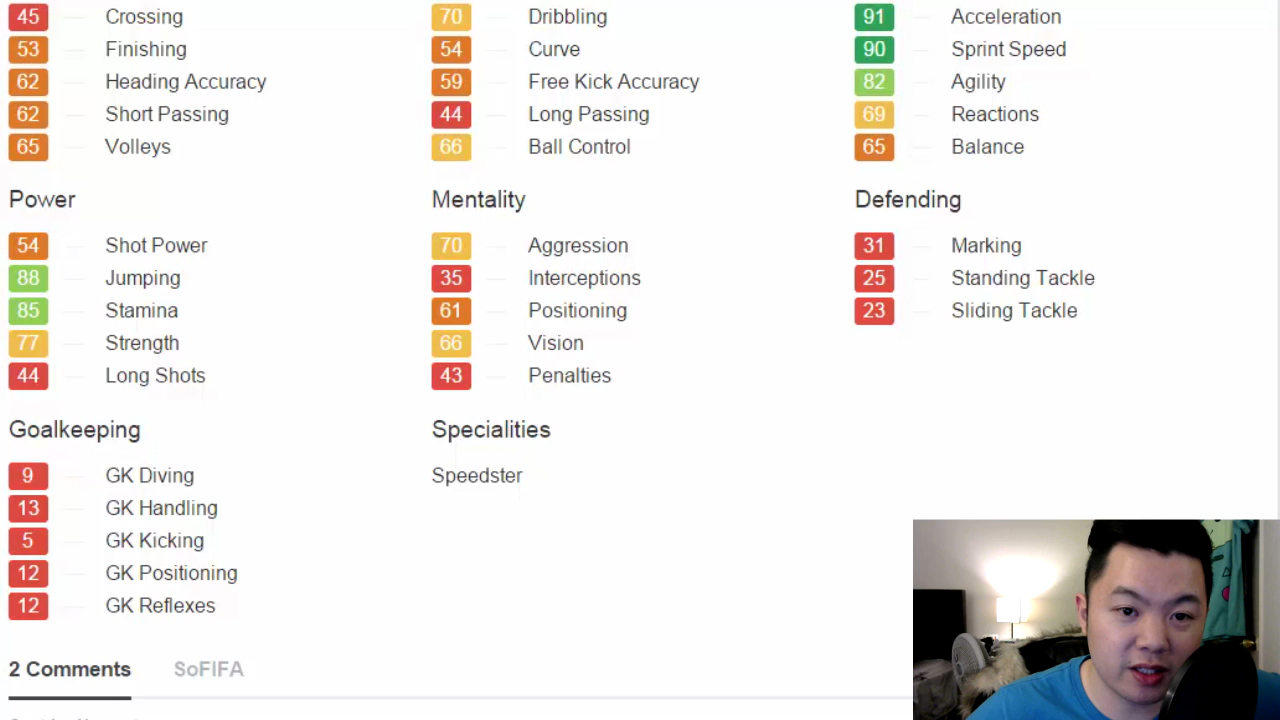 45 Crossing
53 Finishing
62 Heading Accuracy
62 Short Passing
65 Volleys
70 Dribbling
54 Curve
59 Free Kick Accuracy
44 Long Passing
66 Ball Control
91 Acceleration
90 Sprint Speed
82 Agility
69 Reactions
65 Balance
Power
54 Shot Power
88 Jumping
85 Stamina
77 Strength
44 Long Shots
Mentality
70 Aggression
35 Interceptions
61 Positioning
66 Vision
43 Penalties
Defending
31 Marking
25 Standing Tackle
23 Sliding Tackle
Goalkeeping
9 GK Diving
13 GK Handling
5 GK Kicking
12 GK Positioning
12 GK Reflexes
Specialities
Speedster
2 Comments SoFIFA